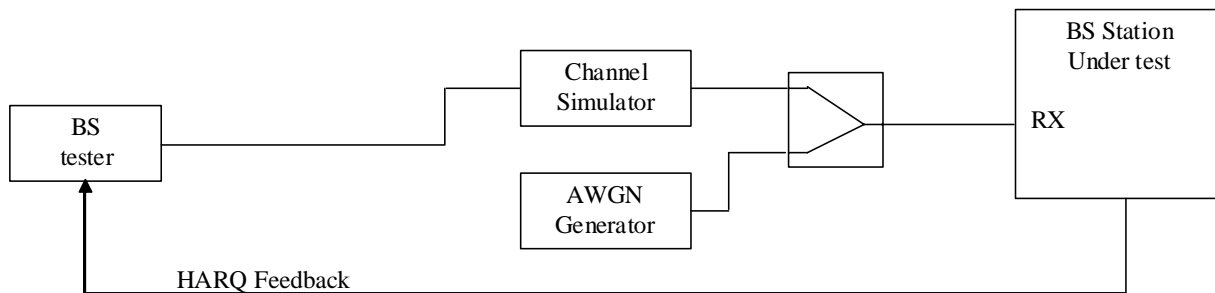 BS
tester
Channel
Simulator
AWGN
Generator
BS Station
Under test
RX
HARQ Feedback